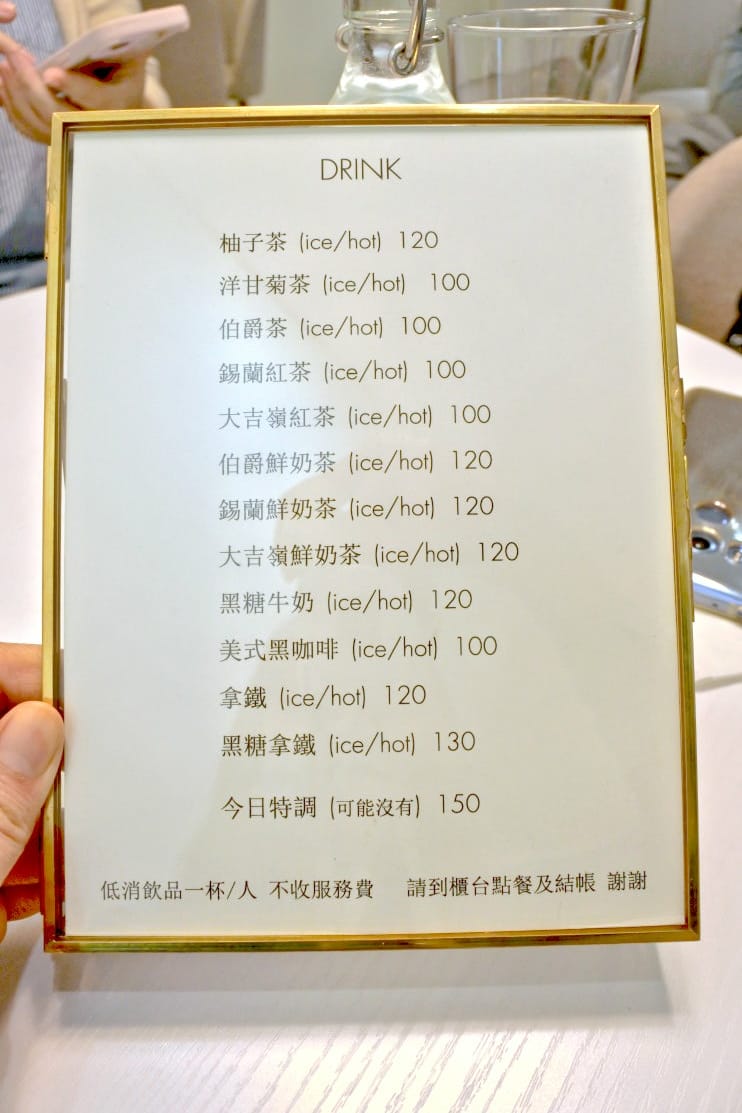 DRINK
柚子茶 (ice/hot) 120
洋甘菊茶 (ice/hot) 100
伯爵茶 (ice/hot) 100
錫蘭紅茶 (ice/hot) 100
大吉嶺紅茶 (ice/hot) 100
伯爵鮮奶茶 (ice/hot) 120
錫蘭鮮奶茶 (ice/hot) 120
大吉嶺鮮奶茶 (ice/hot) 120
黑糖牛奶 (ice/hot) 120
美式黑咖啡 (ice/hot) 100
拿鐵 (ice/hot) 120
黑糖拿鐵 (ice/hot) 130
今日特調 (可能沒有) 150
低消飲品一杯/人 不收服務費 請到櫃台點餐及結帳 謝謝